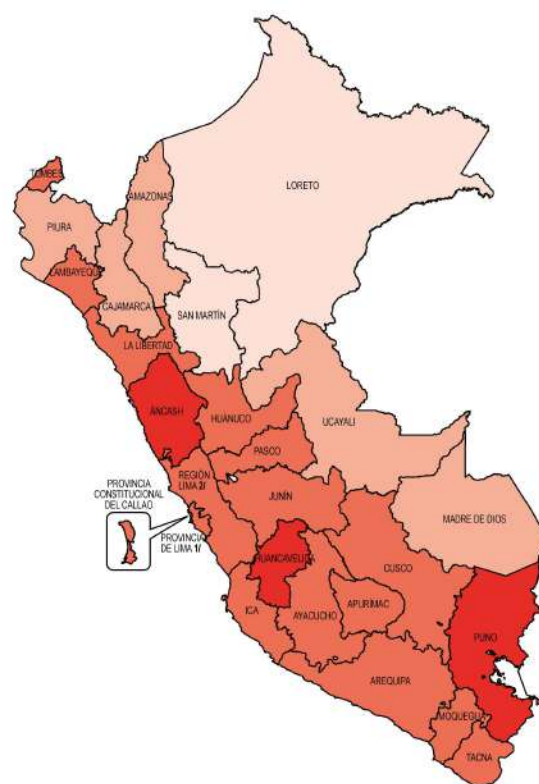 TUMBES
LORETO
AMAZONAS
PIURA
LAMBAYEQUE
CAJAMARCA
SAN MARTÍN
LA LIBERTAD
ÁNCASH
HUÁNUCO
UCAYALI
PASCO
REGIÓN
LIMA 2/
PROVINCIA
CONSTITUCIONAL
DEL CALLAO
JUNÍN
MADRE DE DIOS
PROVINCIA
DE LIMA 1/
HUANCAVELICA
CUSCO
ICA
AYACUCHO
APURÍMAC
PUNO
AREQUIPA
MOQUEGUA
TACNA